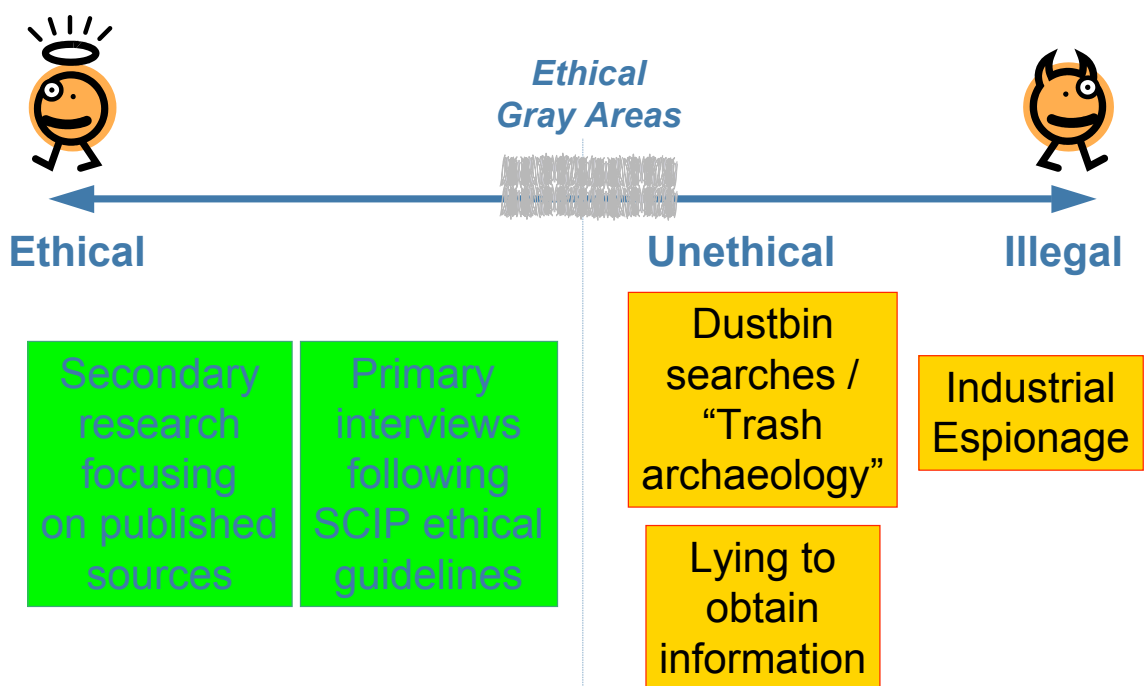 Ethical
Gray Areas
Ethical
Unethical
Illegal
Secondary
research
focusing
on published
sources
Primary
interviews
following
SCIP ethical
guidelines
Dustbin
searches /
“Trash
archaeology”
Lying to
obtain
information
Industrial
Espionage